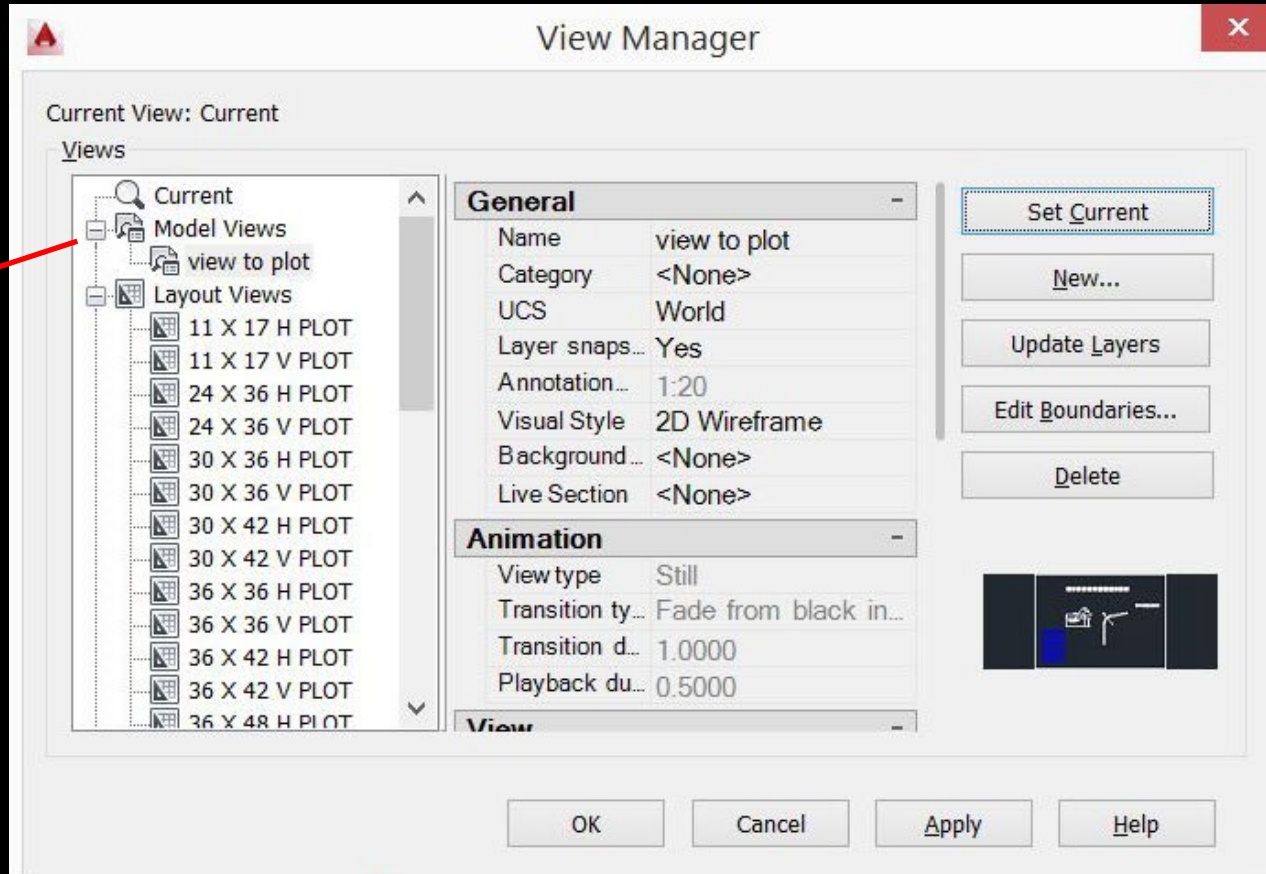 View Manager
Current View: Current
Views
Current
Model Views
view to plot
Layout Views
11 X 17 H PLOT
11 X 17 V PLOT
24 X 36 H PLOT
24 X 36 V PLOT
30 X 36 H PLOT
30 X 36 V PLOT
30 X 42 H PLOT
30 X 42 V PLOT
36 X 36 H PLOT
36 X 36 V PLOT
36 X 42 H PLOT
36 X 42 V PLOT
36 X 48 H PLOT
General
Name view to plot
Category <None>
UCS World
Layer snaps... Yes
Annotation... 1:20
Visual Style 2D Wireframe
Background... <None>
Live Section <None>
Animation
View type Still
Transition ty... Fade from black in...
Transition d... 1.0000
Playback du... 0.5000
View
Set Current
New...
Update Layers
Edit Boundaries...
Delete
OK Cancel Apply Help